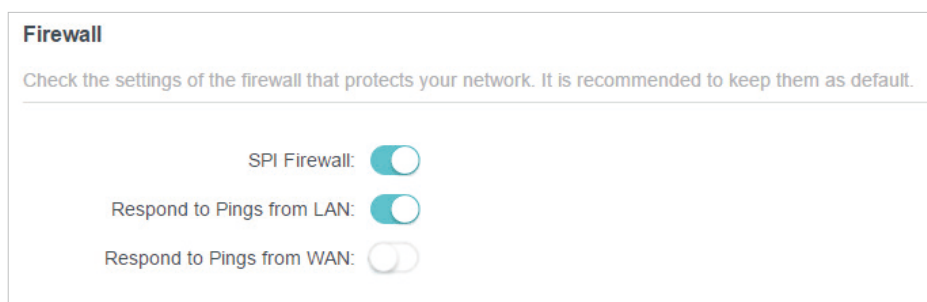 Firewall
Check the settings of the firewall that protects your network. It is recommended to keep them as default.
SPI Firewall:
Respond to Pings from LAN:
Respond to Pings from WAN: